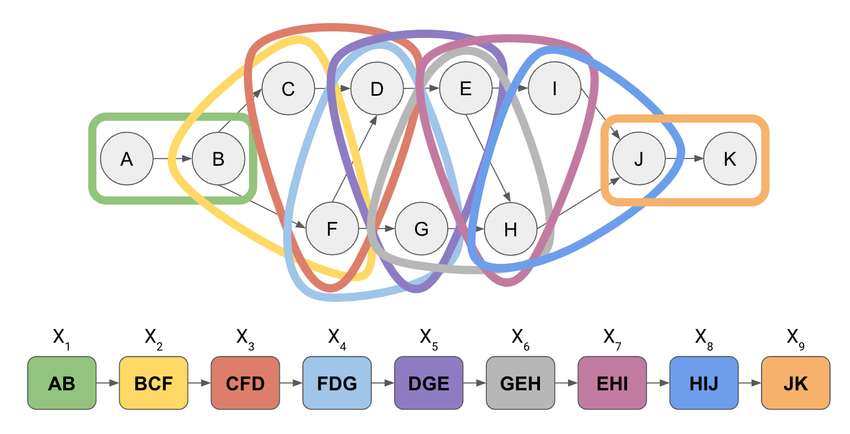 C D E I
A B J K
F G H
X1 X2 X3 X4 X5 X6 X7 X8 X9
AB BCF CFD FDG DGE GEH EHI HIJ JK